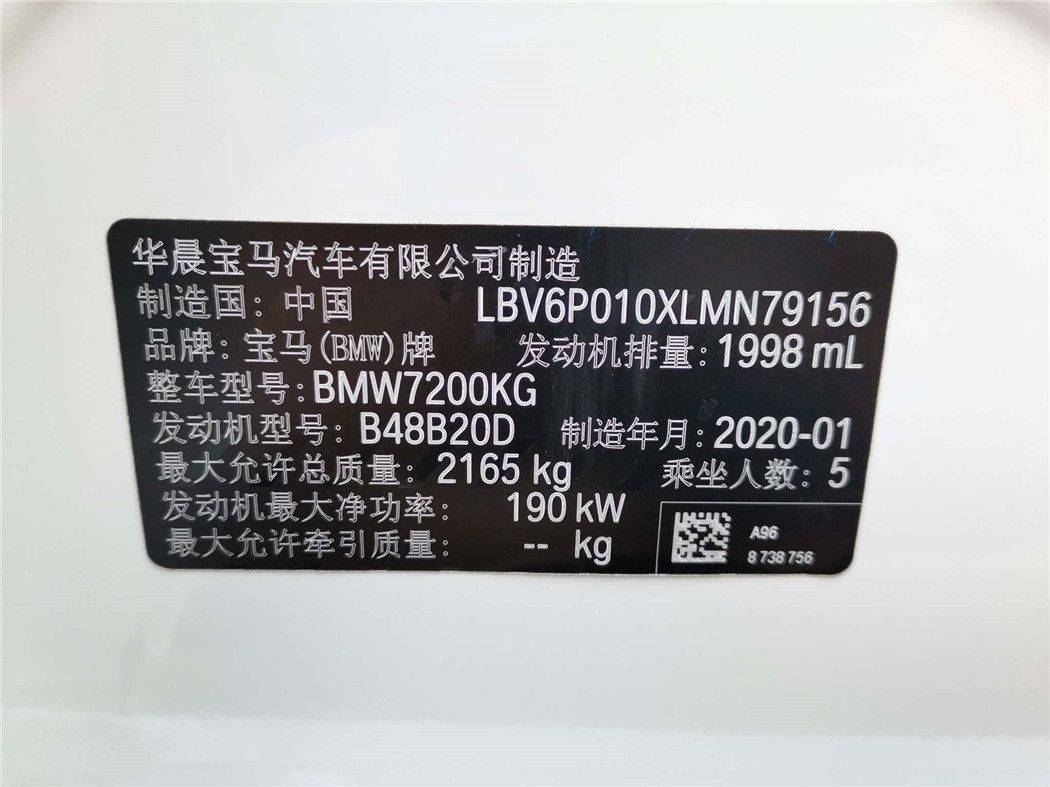 华晨宝马汽车有限公司制造
制造国：中国 LBV6P010XLMN79156
品牌：宝马(BMW)牌 发动机排量：1998 mL
整车型号：BMW7200KG
发动机型号：B48B20D 制造年月：2020-01
最大允许总质量：2165 kg 乘坐人数：5
发动机最大净功率：190 kW
最大允许牵引质量：-- kg
A96
8 738 756